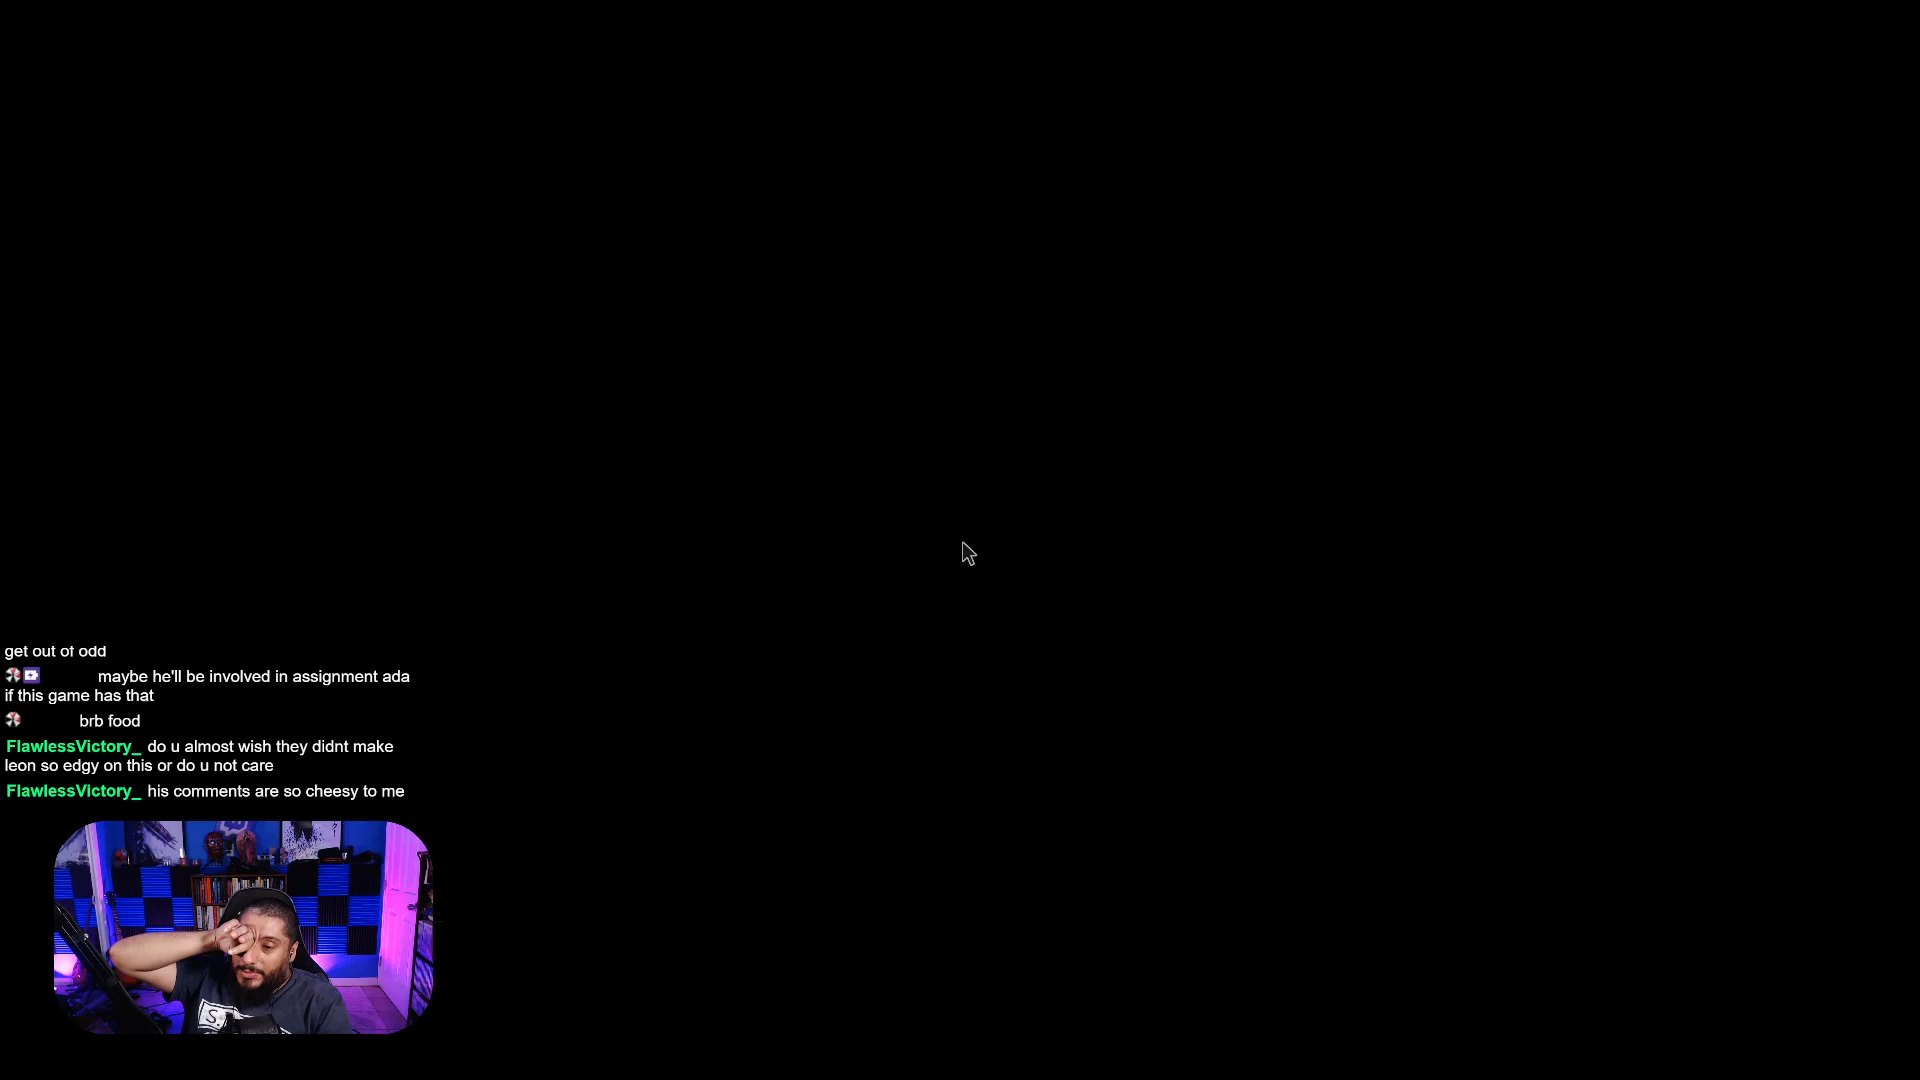 get out of odd
maybe he'll be involved in assignment ada
if this game has that
brb food
FlawlessVictory_ do u almost wish they didnt make
leon so edgy on this or do u not care
FlawlessVictory_ his comments are so cheesy to me
S.